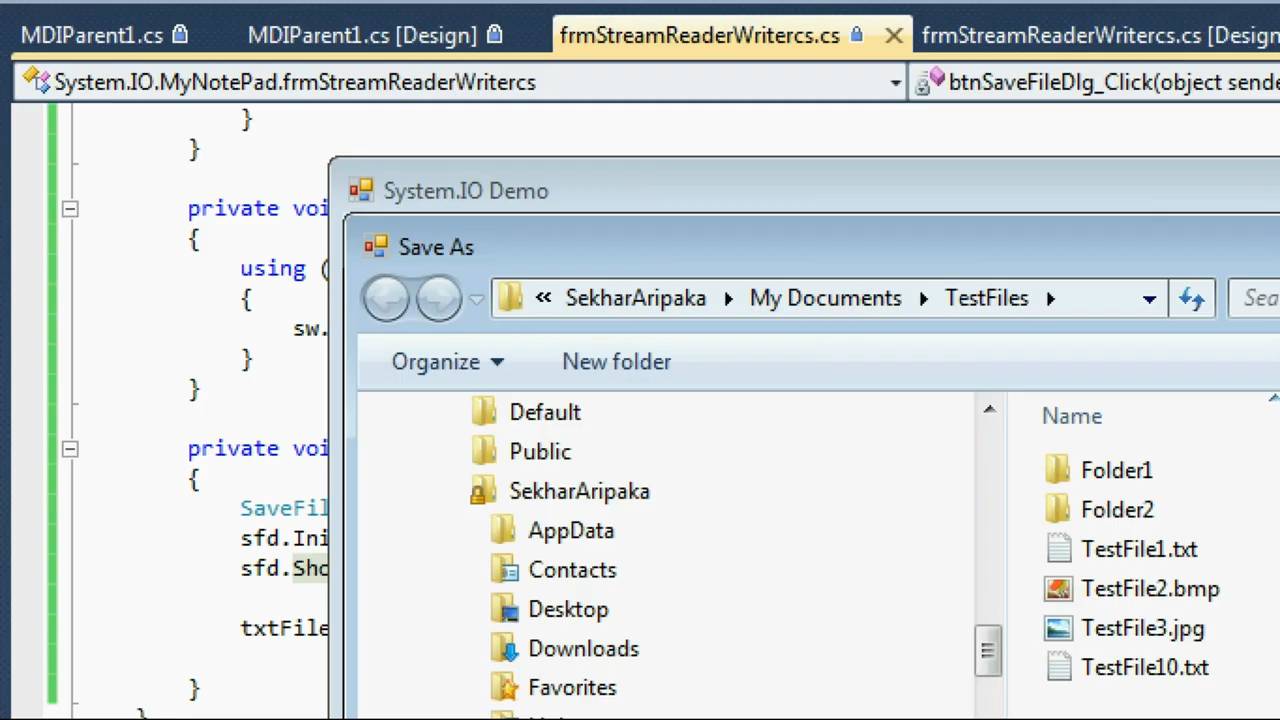 MDIParent1.cs MDIParent1.cs [Design] frmStreamReaderWritercs.cs frmStreamReaderWritercs.cs [Design
System.IO.MyNotePad.frmStreamReaderWritercs btnSaveFileDlg_Click(object sende
}
}
private voi
{
using (
{
sw.
}
}
private voi
{
SaveFil
sfd.Ini
sfd.Sho
txtFile
}
}
System.IO Demo
Save As
« SekharAripaka My Documents TestFiles Sea
Organize New folder
Default
Public
SekharAripaka
AppData
Contacts
Desktop
Downloads
Favorites
Name
Folder1
Folder2
TestFile1.txt
TestFile2.bmp
TestFile3.jpg
TestFile10.txt